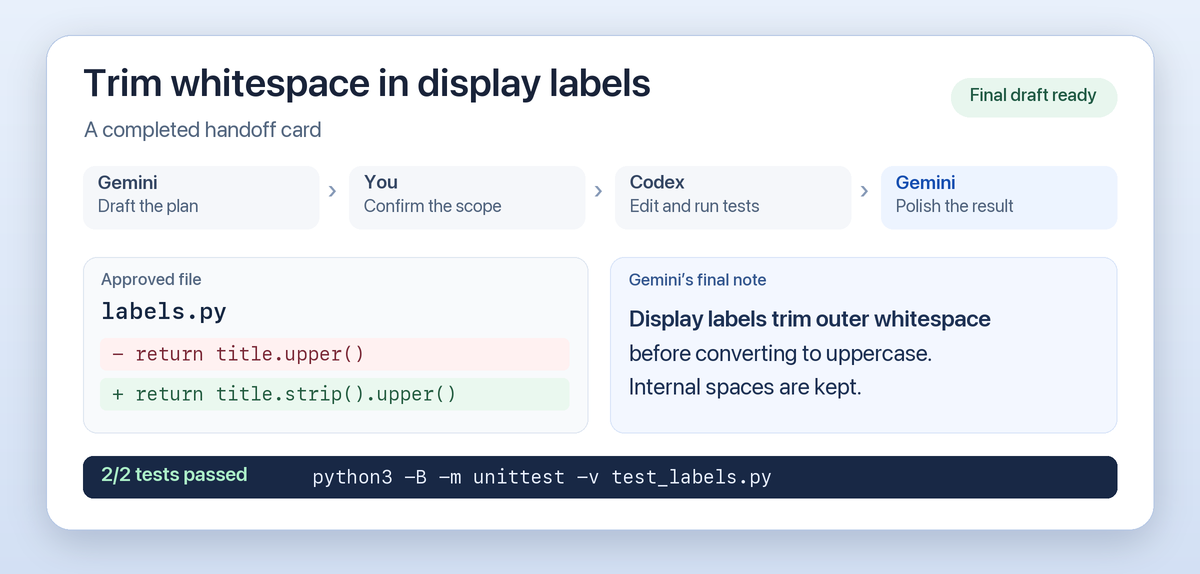 Trim whitespace in display labels
Final draft ready
A completed handoff card
Gemini
Draft the plan
›
You
Confirm the scope
›
Codex
Edit and run tests
›
Gemini
Polish the result
Approved file
labels.py
− return title.upper()
+ return title.strip().upper()
Gemini’s final note
Display labels trim outer whitespace
before converting to uppercase.
Internal spaces are kept.
2/2 tests passed python3 −B −m unittest −v test_labels.py